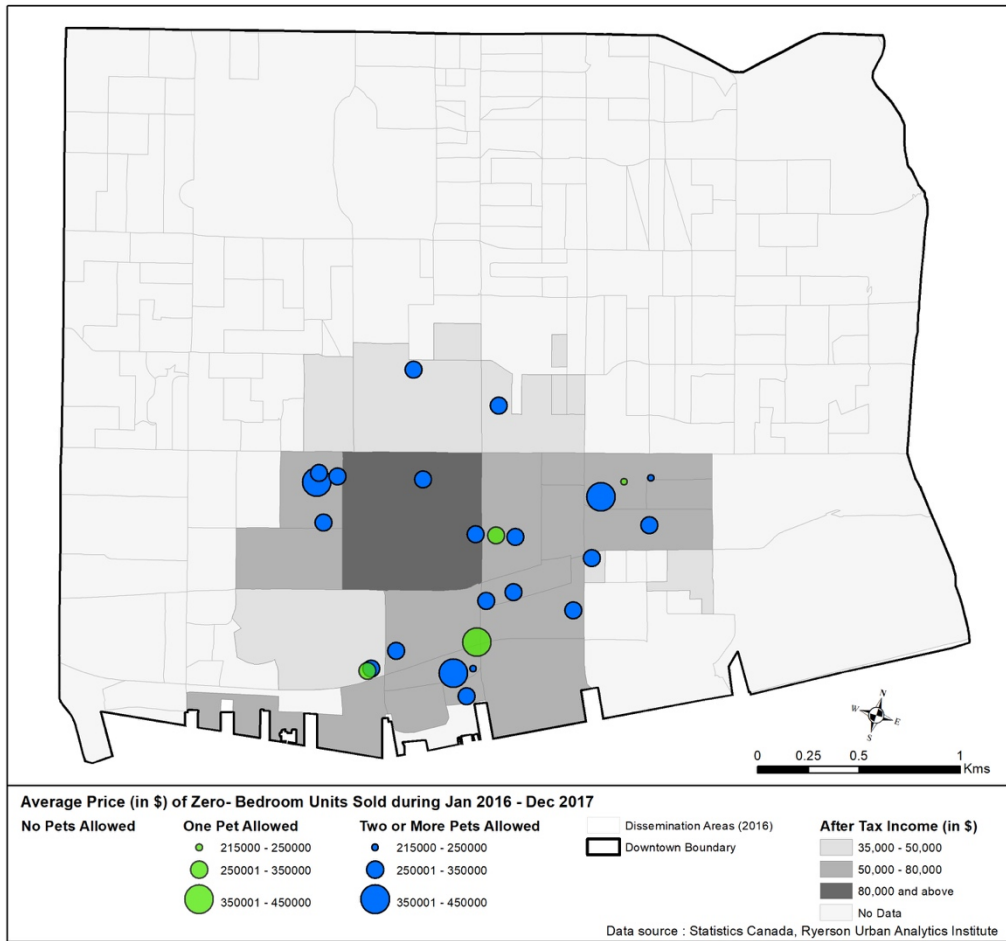 N
W
E
S
0 0.25 0.5 1
Kms
Average Price (in $) of Zero- Bedroom Units Sold during Jan 2016 - Dec 2017
No Pets Allowed
One Pet Allowed
215000 - 250000
250001 - 350000
350001 - 450000
Two or More Pets Allowed
215000 - 250000
250001 - 350000
350001 - 450000
Dissemination Areas (2016)
Downtown Boundary
After Tax Income (in $)
35,000 - 50,000
50,000 - 80,000
80,000 and above
No Data
Data source : Statistics Canada, Ryerson Urban Analytics Institute